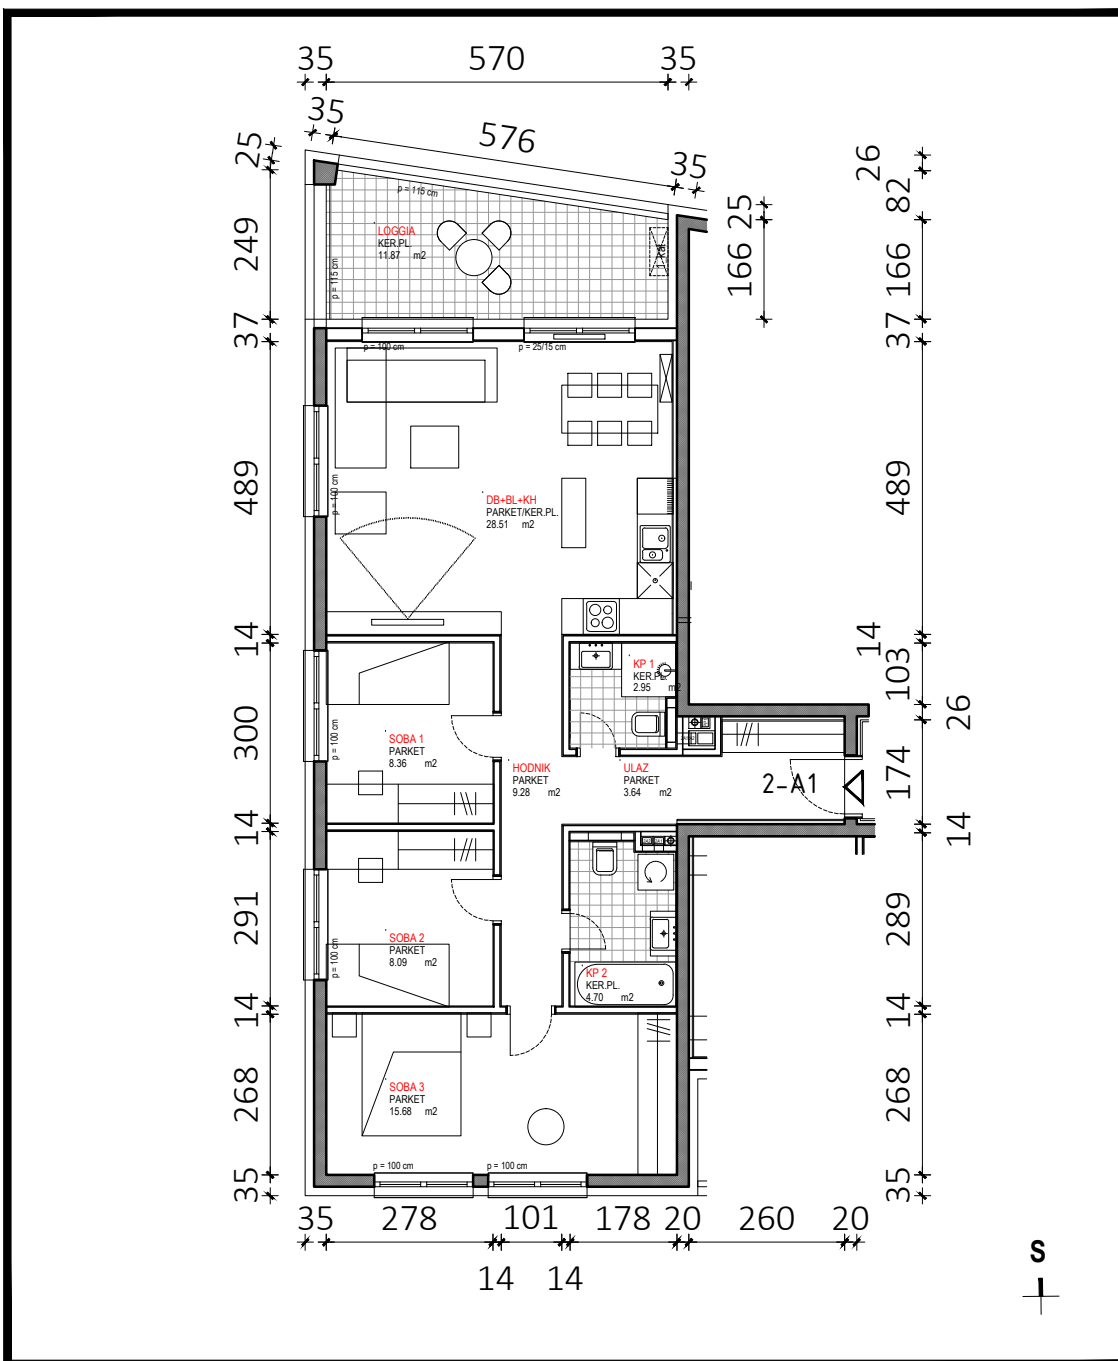 35 570 35
35 576 35
25
249
37
489
14
300
14
291
14
268
35
26
82
25
166
166
37
489
14
103
26
174
14
289
14
268
35
p = 115 cm
LOGGIA
KER.PL.
11.87 m2
p = 115 cm
p = 100 cm
p = 25/15 cm
p = 100 cm
DB+BL+KH
PARKET/KER.PL.
28.51 m2
KP 1
KER.PL.
2.95 m2
SOBA 1
PARKET
8.36 m2
p = 100 cm
HODNIK
PARKET
9.28 m2
ULAZ
PARKET
3.64 m2
2-A1
SOBA 2
PARKET
8.09 m2
p = 100 cm
KP 2
KER.PL.
4.70 m2
SOBA 3
PARKET
15.68 m2
p = 100 cm
p = 100 cm
35 278 101 178 20 260 20
14 14
S